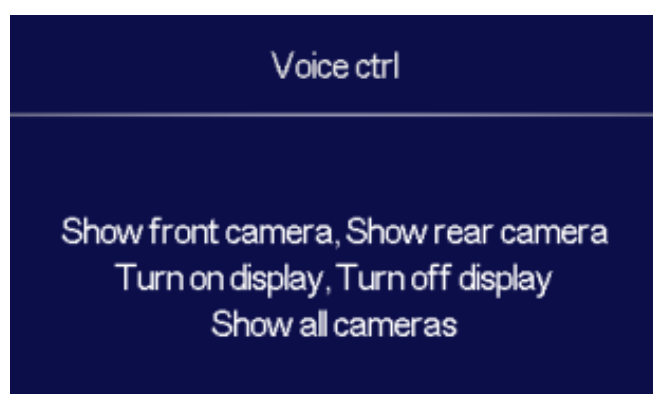 Voice ctrl
Show front camera, Show rear camera
Turn on display, Turn off display
Show all cameras